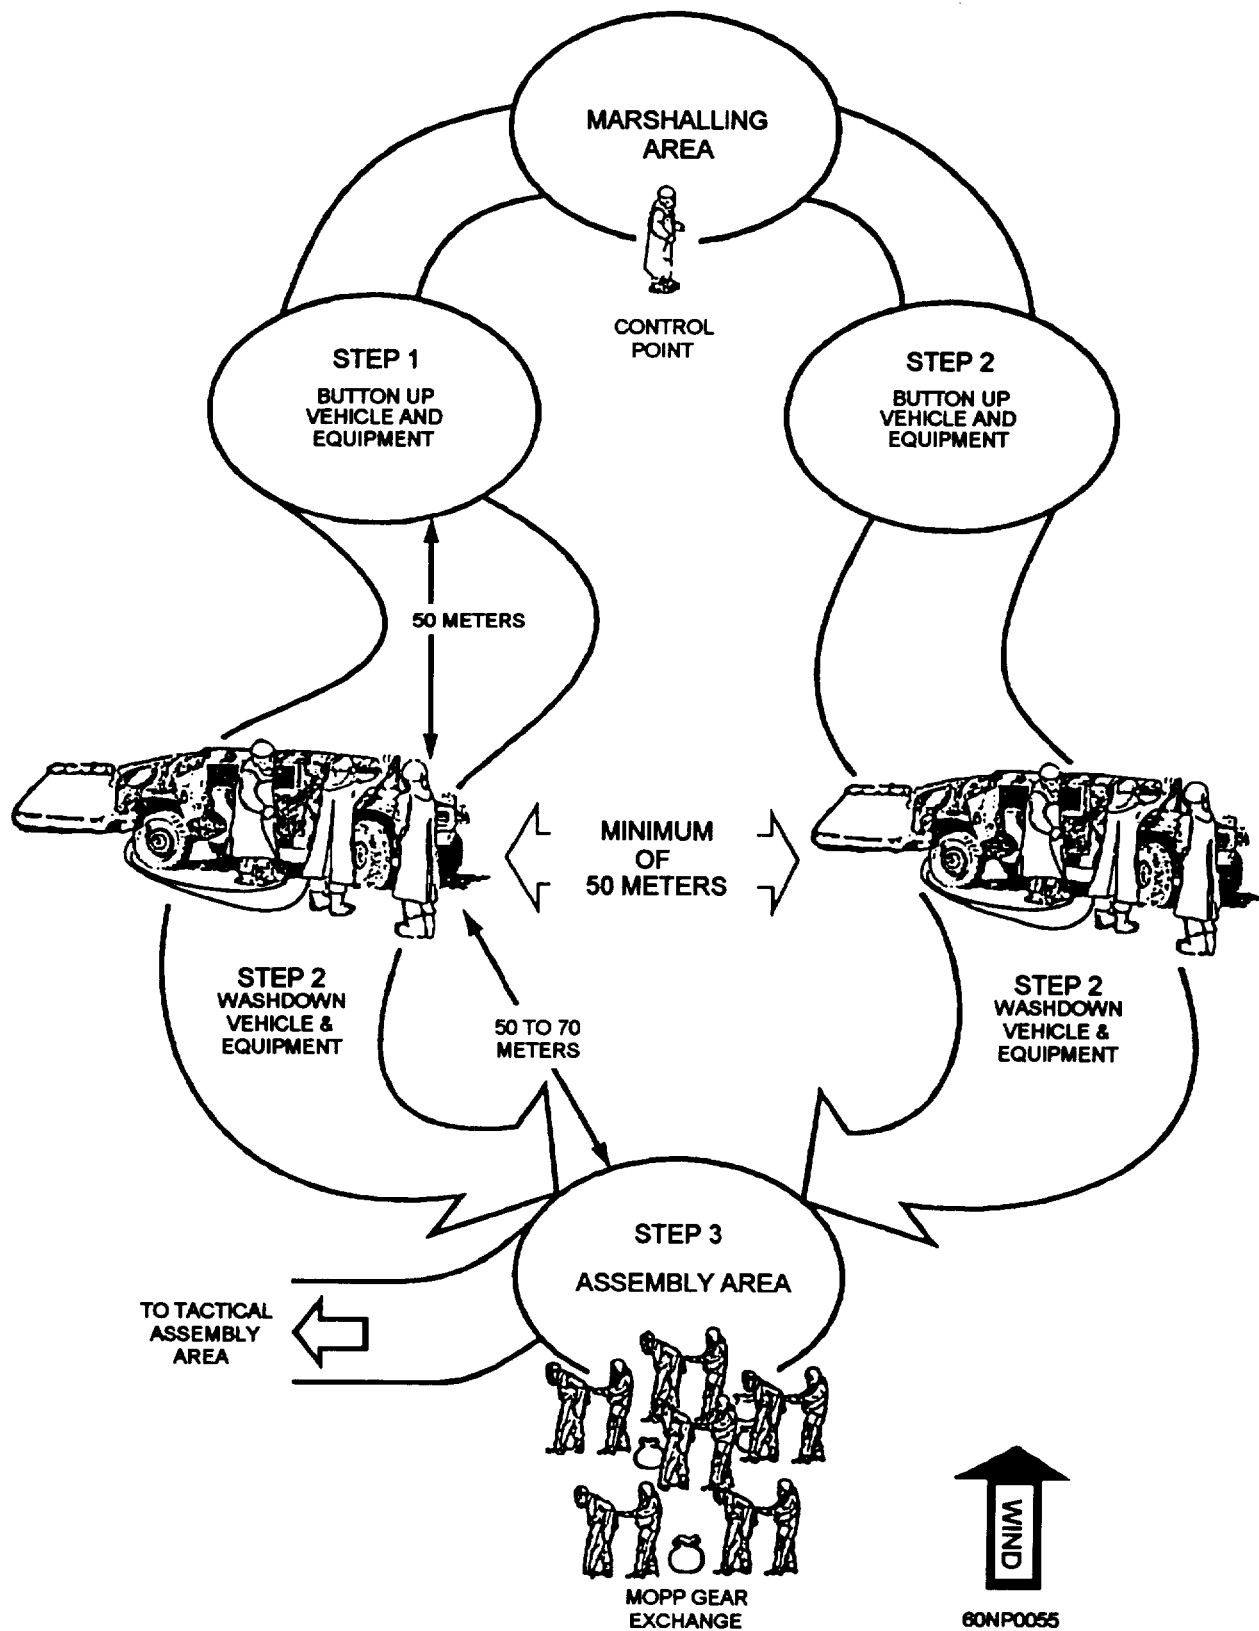 MARSHALLING
AREA
CONTROL
POINT
STEP 1
BUTTON UP
VEHICLE AND
EQUIPMENT
STEP 2
BUTTON UP
VEHICLE AND
EQUIPMENT
50 METERS
MINIMUM
OF
50 METERS
STEP 2
WASHDOWN
VEHICLE &
EQUIPMENT
50 TO 70
METERS
STEP 2
WASHDOWN
VEHICLE &
EQUIPMENT
STEP 3
ASSEMBLY AREA
TO TACTICAL
ASSEMBLY
AREA
MOPP GEAR
EXCHANGE
WIND
60NP0055